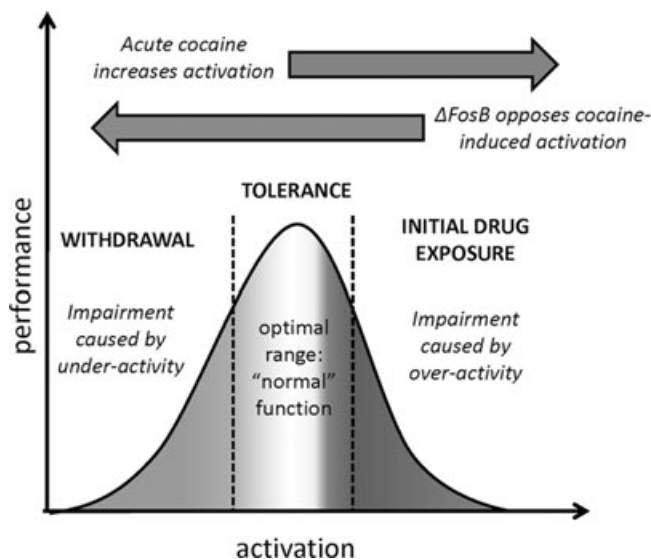 Acute cocaine
increases activation
ΔFosB opposes cocaine-
induced activation
TOLERANCE
WITHDRAWAL
INITIAL DRUG
EXPOSURE
Impairment
caused by
under-activity
optimal
range:
"normal"
function
Impairment
caused by
over-activity
performance
activation